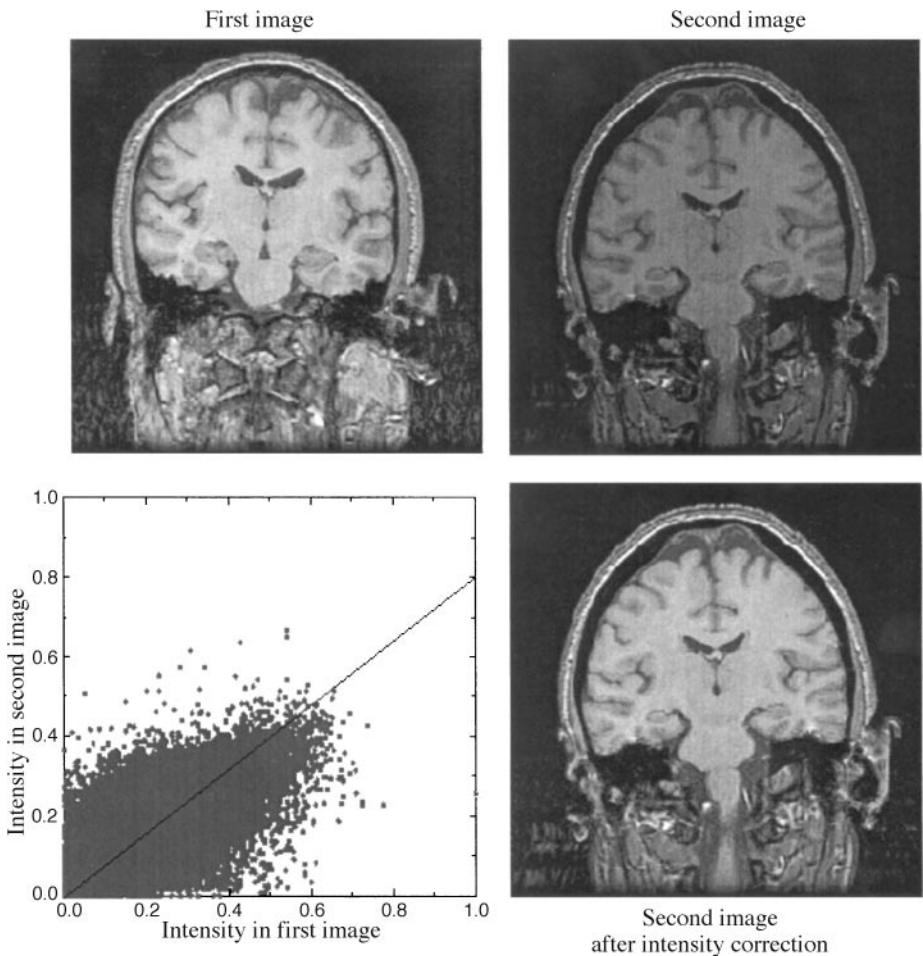 First image
Second image
1.0
0.8
0.6
0.4
0.2
0.0
Intensity in second image
0.0 0.2 0.4 0.6 0.8 1.0
Intensity in first image
Second image
after intensity correction